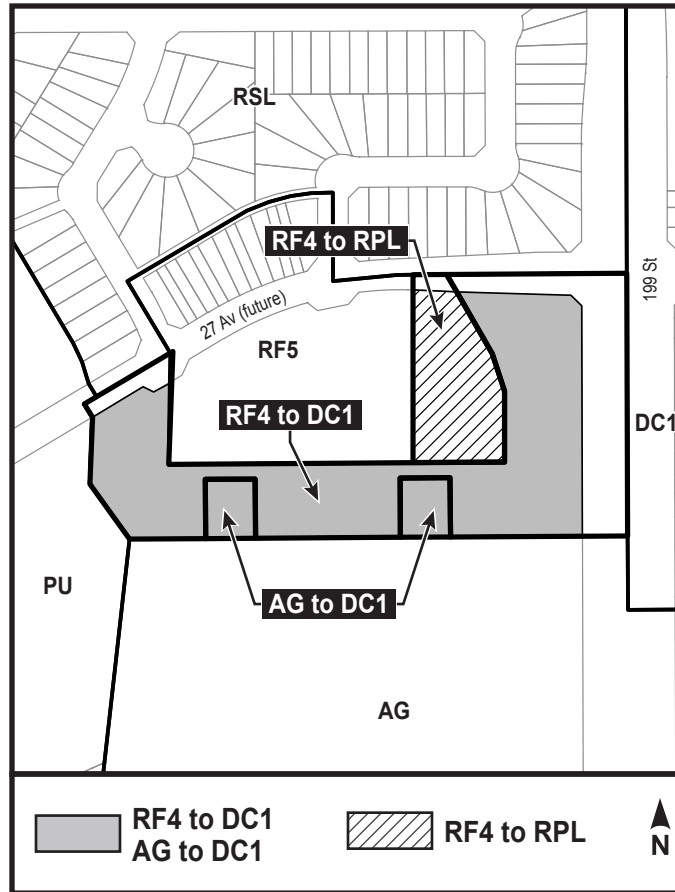 RSL
RF4 to RPL
199 St
27 Av (future)
RF5
RF4 to DC1
DC1
PU
AG to DC1
AG
RF4 to DC1
AG to DC1
RF4 to RPL
N